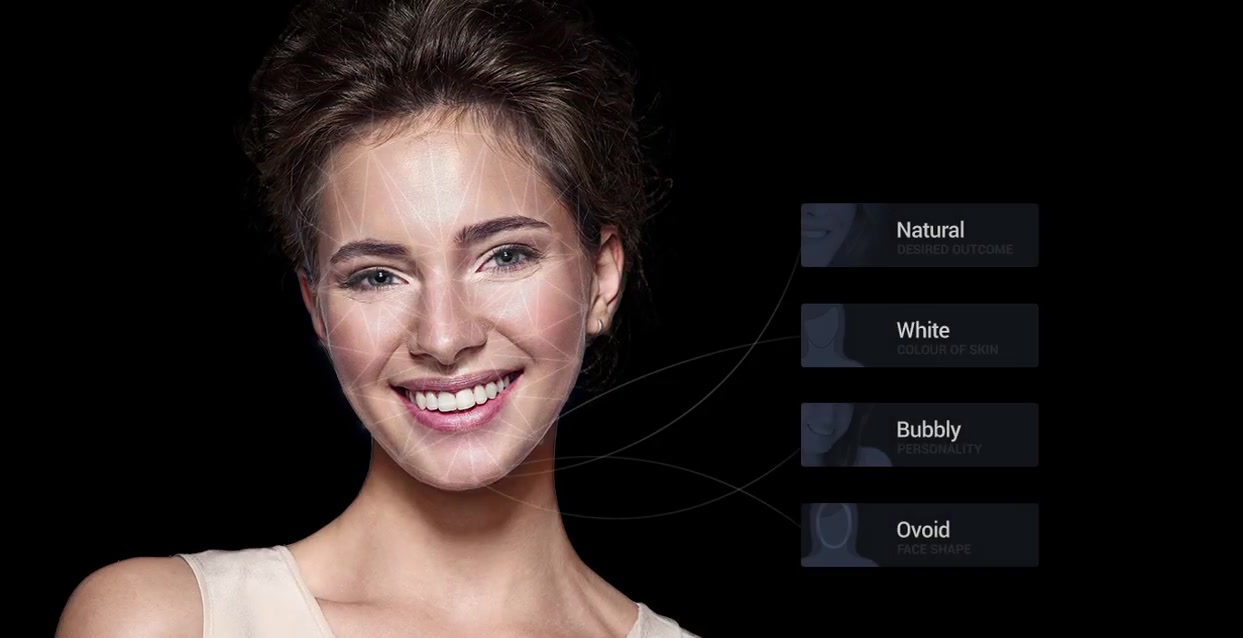 Natural
DESIRED OUTCOME
White
COLOUR OF SKIN
Bubbly
PERSONALITY
Ovoid
FACE SHAPE